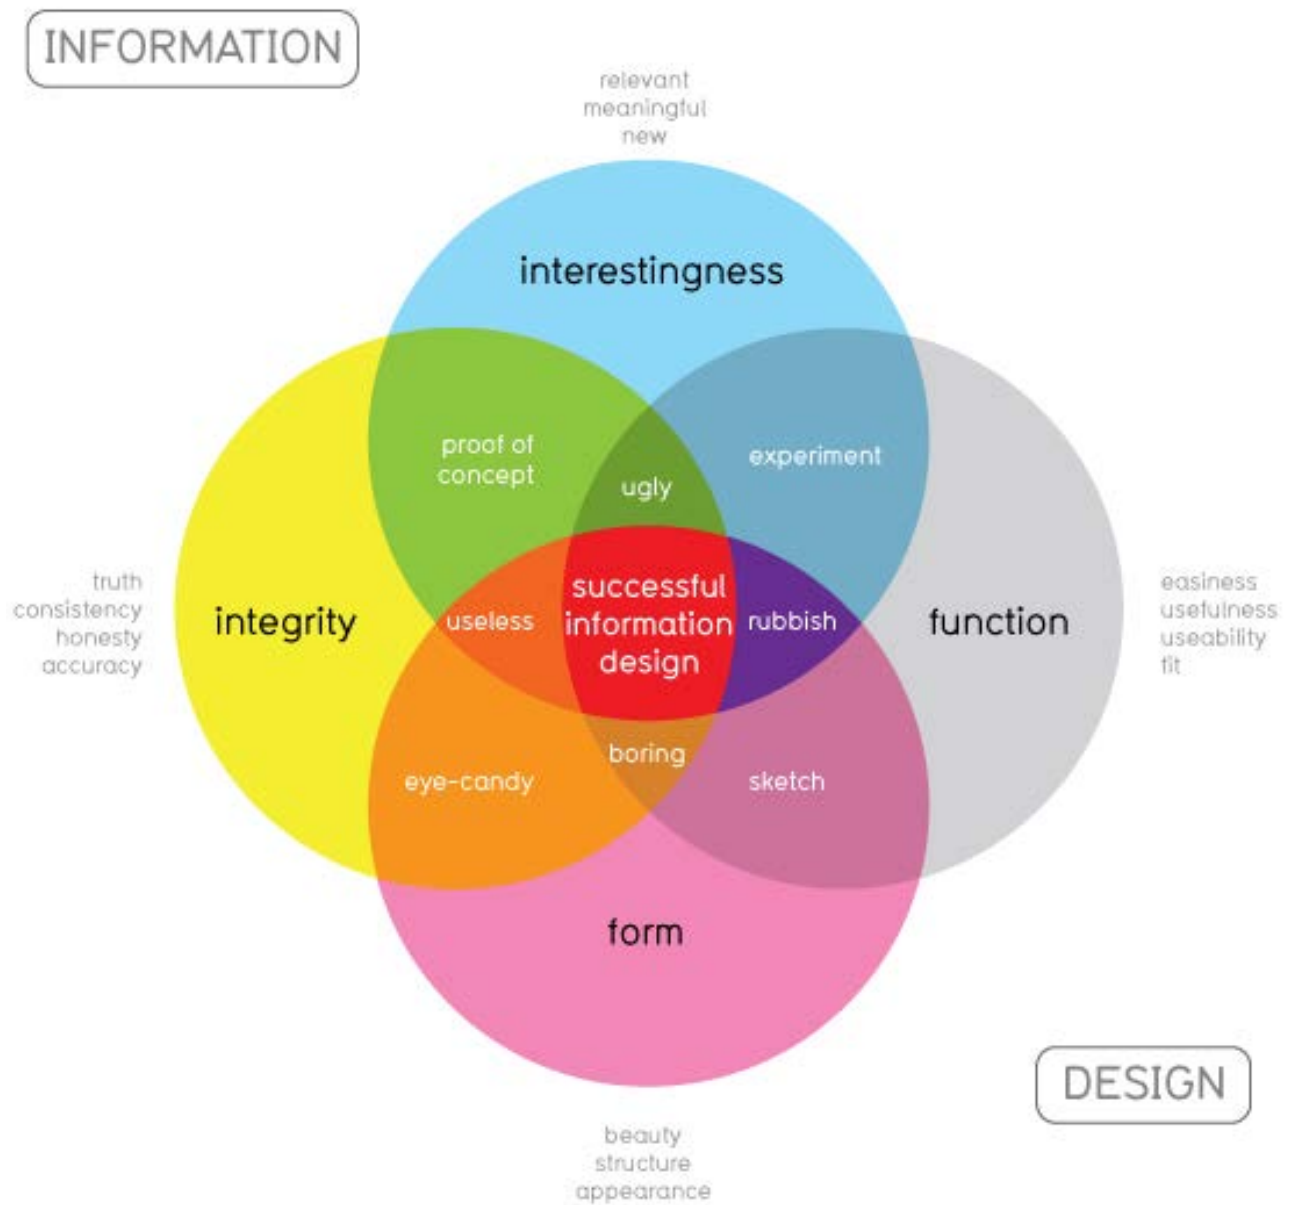 INFORMATION
relevant
meaningful
new
interestingness
proof of
concept
experiment
ugly
truth
consistency
honesty
accuracy
integrity
useless
successful
information
design
rubbish
function
easiness
usefulness
useability
fit
boring
eye-candy
sketch
form
DESIGN
beauty
structure
appearance